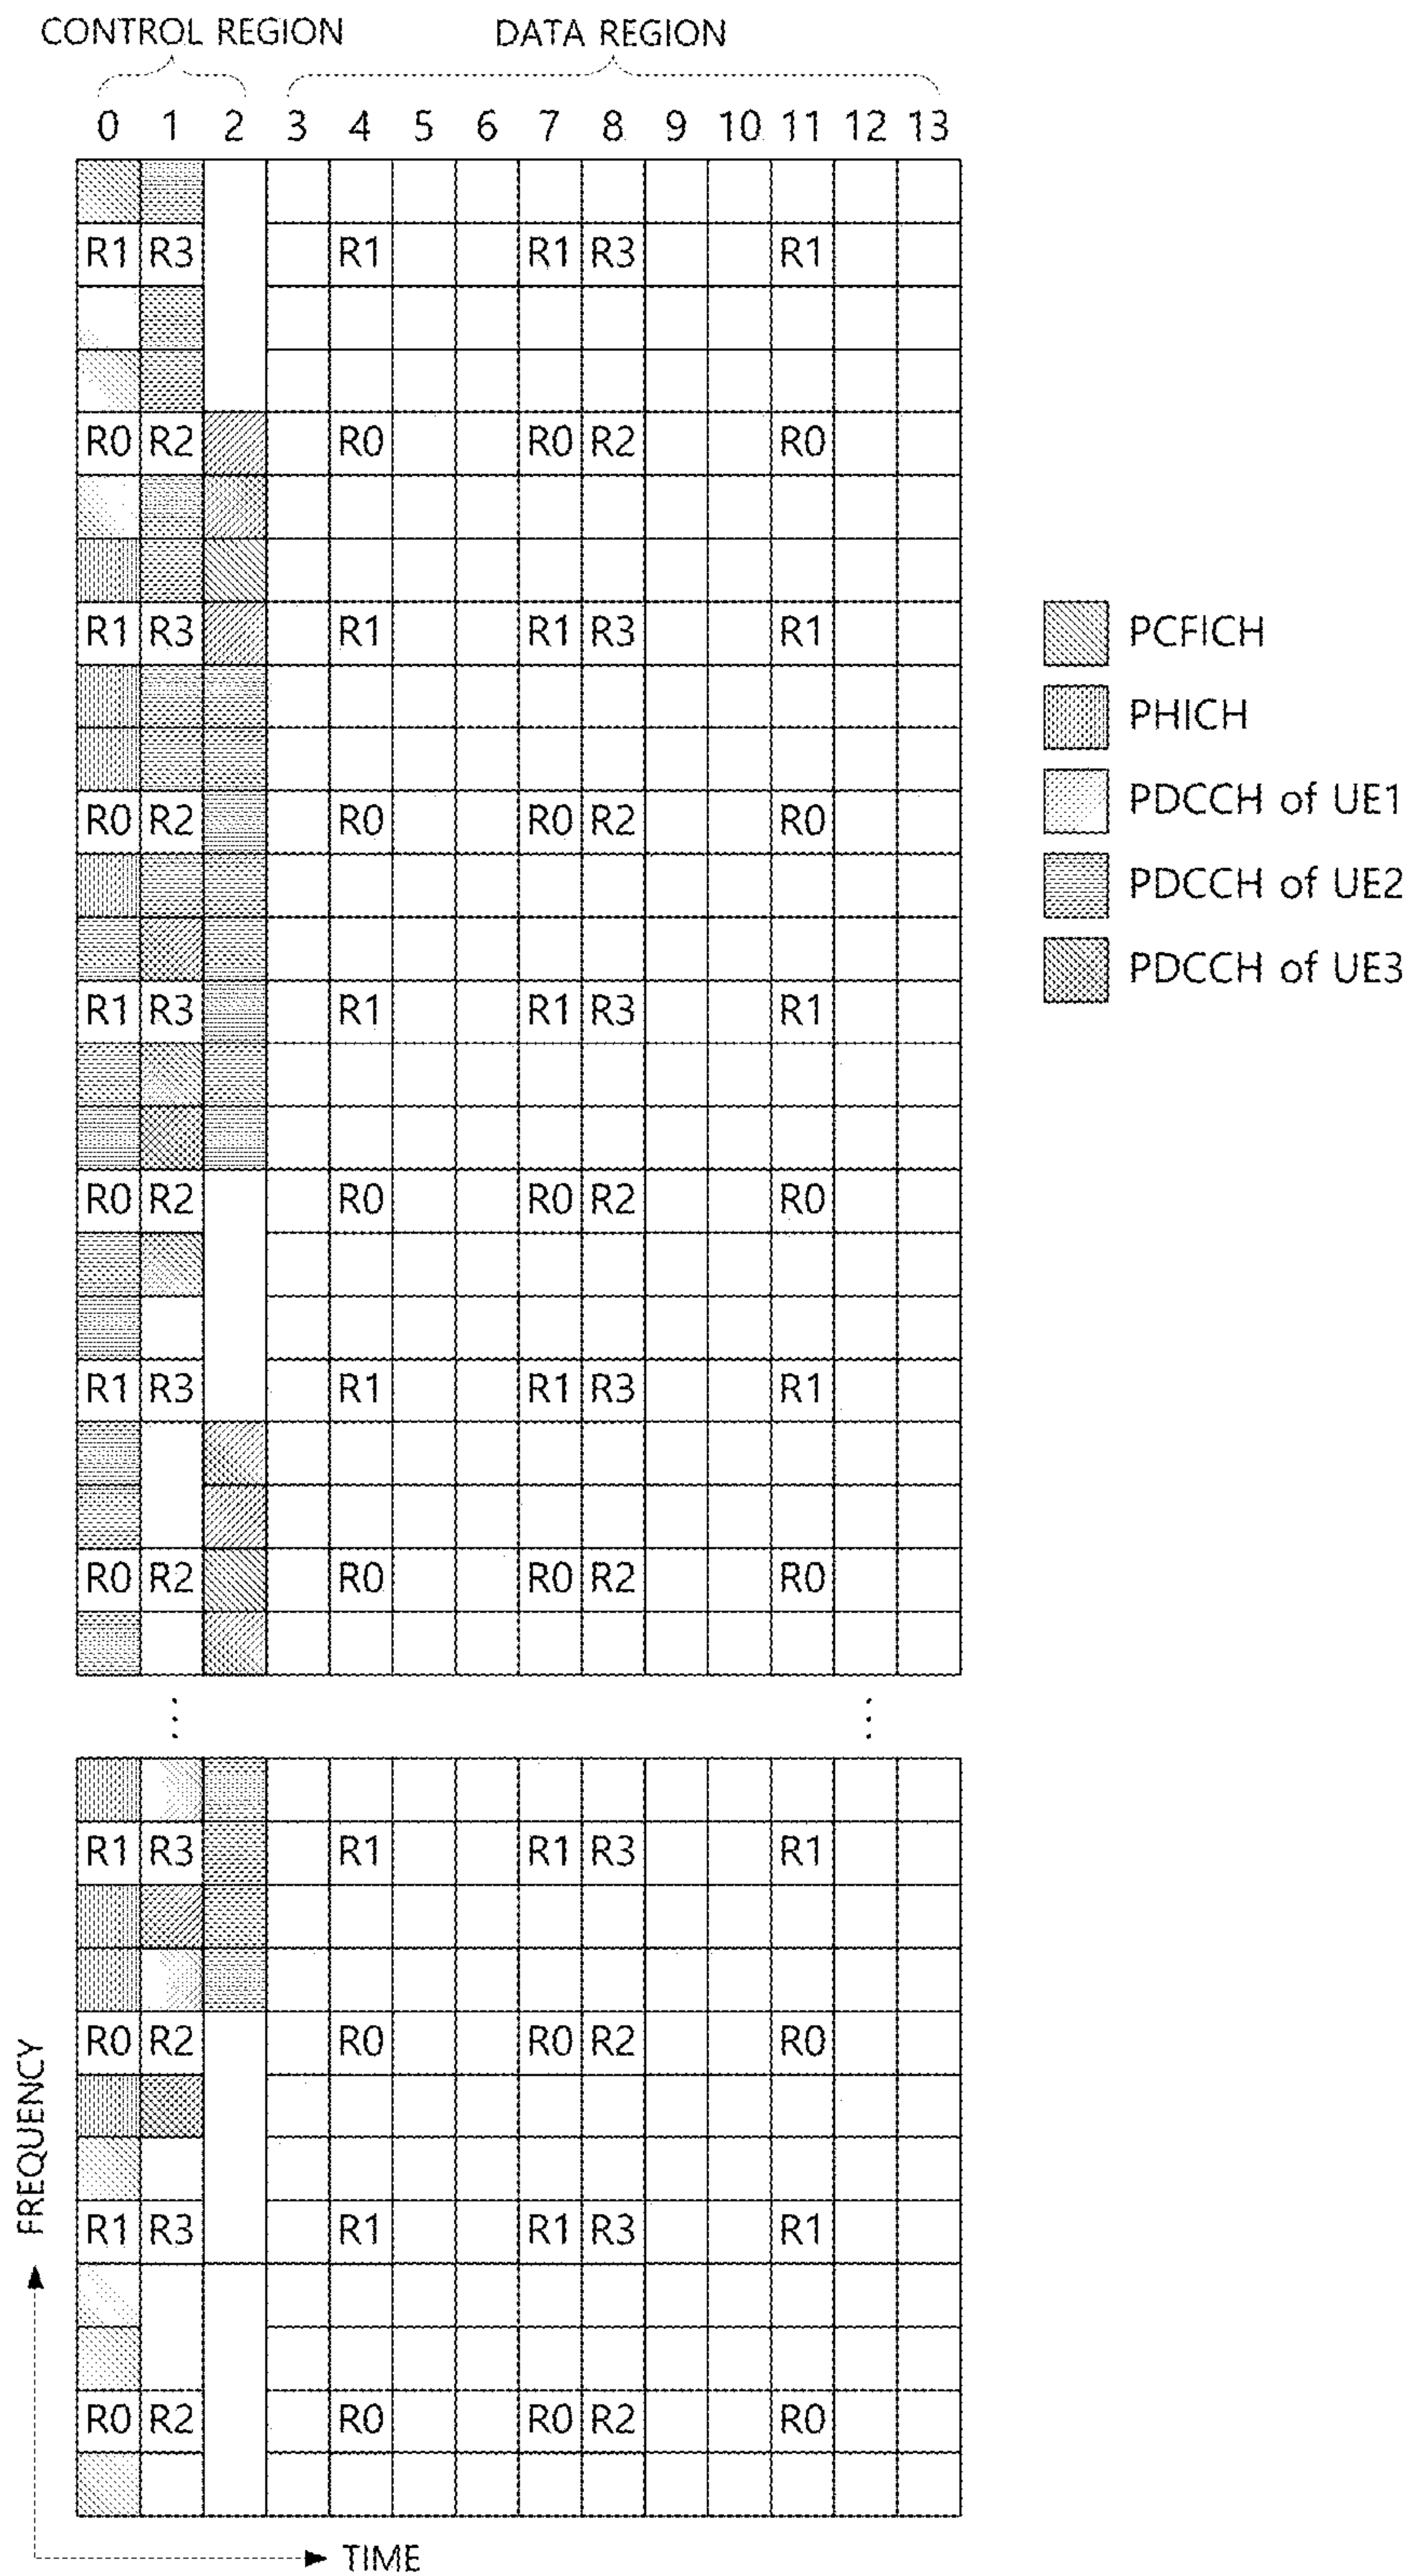 CONTROL REGION DATA REGION
0 1 2 3 4 5 6 7 8 9 10 11 12 13
R1 R3 R1 R1 R3 R1
R0 R2 R0 R0 R2 R0
R1 R3 R1 R1 R3 R1
R0 R2 R0 R0 R2 R0
R1 R3 R1 R1 R3 R1
R0 R2 R0 R0 R2 R0
R1 R3 R1 R1 R3 R1
R0 R2 R0 R0 R2 R0
R1 R3 R1 R1 R3 R1
R0 R2 R0 R0 R2 R0
R1 R3 R1 R1 R3 R1
R0 R2 R0 R0 R2 R0
PCFICH
PHICH
PDCCH of UE1
PDCCH of UE2
PDCCH of UE3
FREQUENCY
TIME